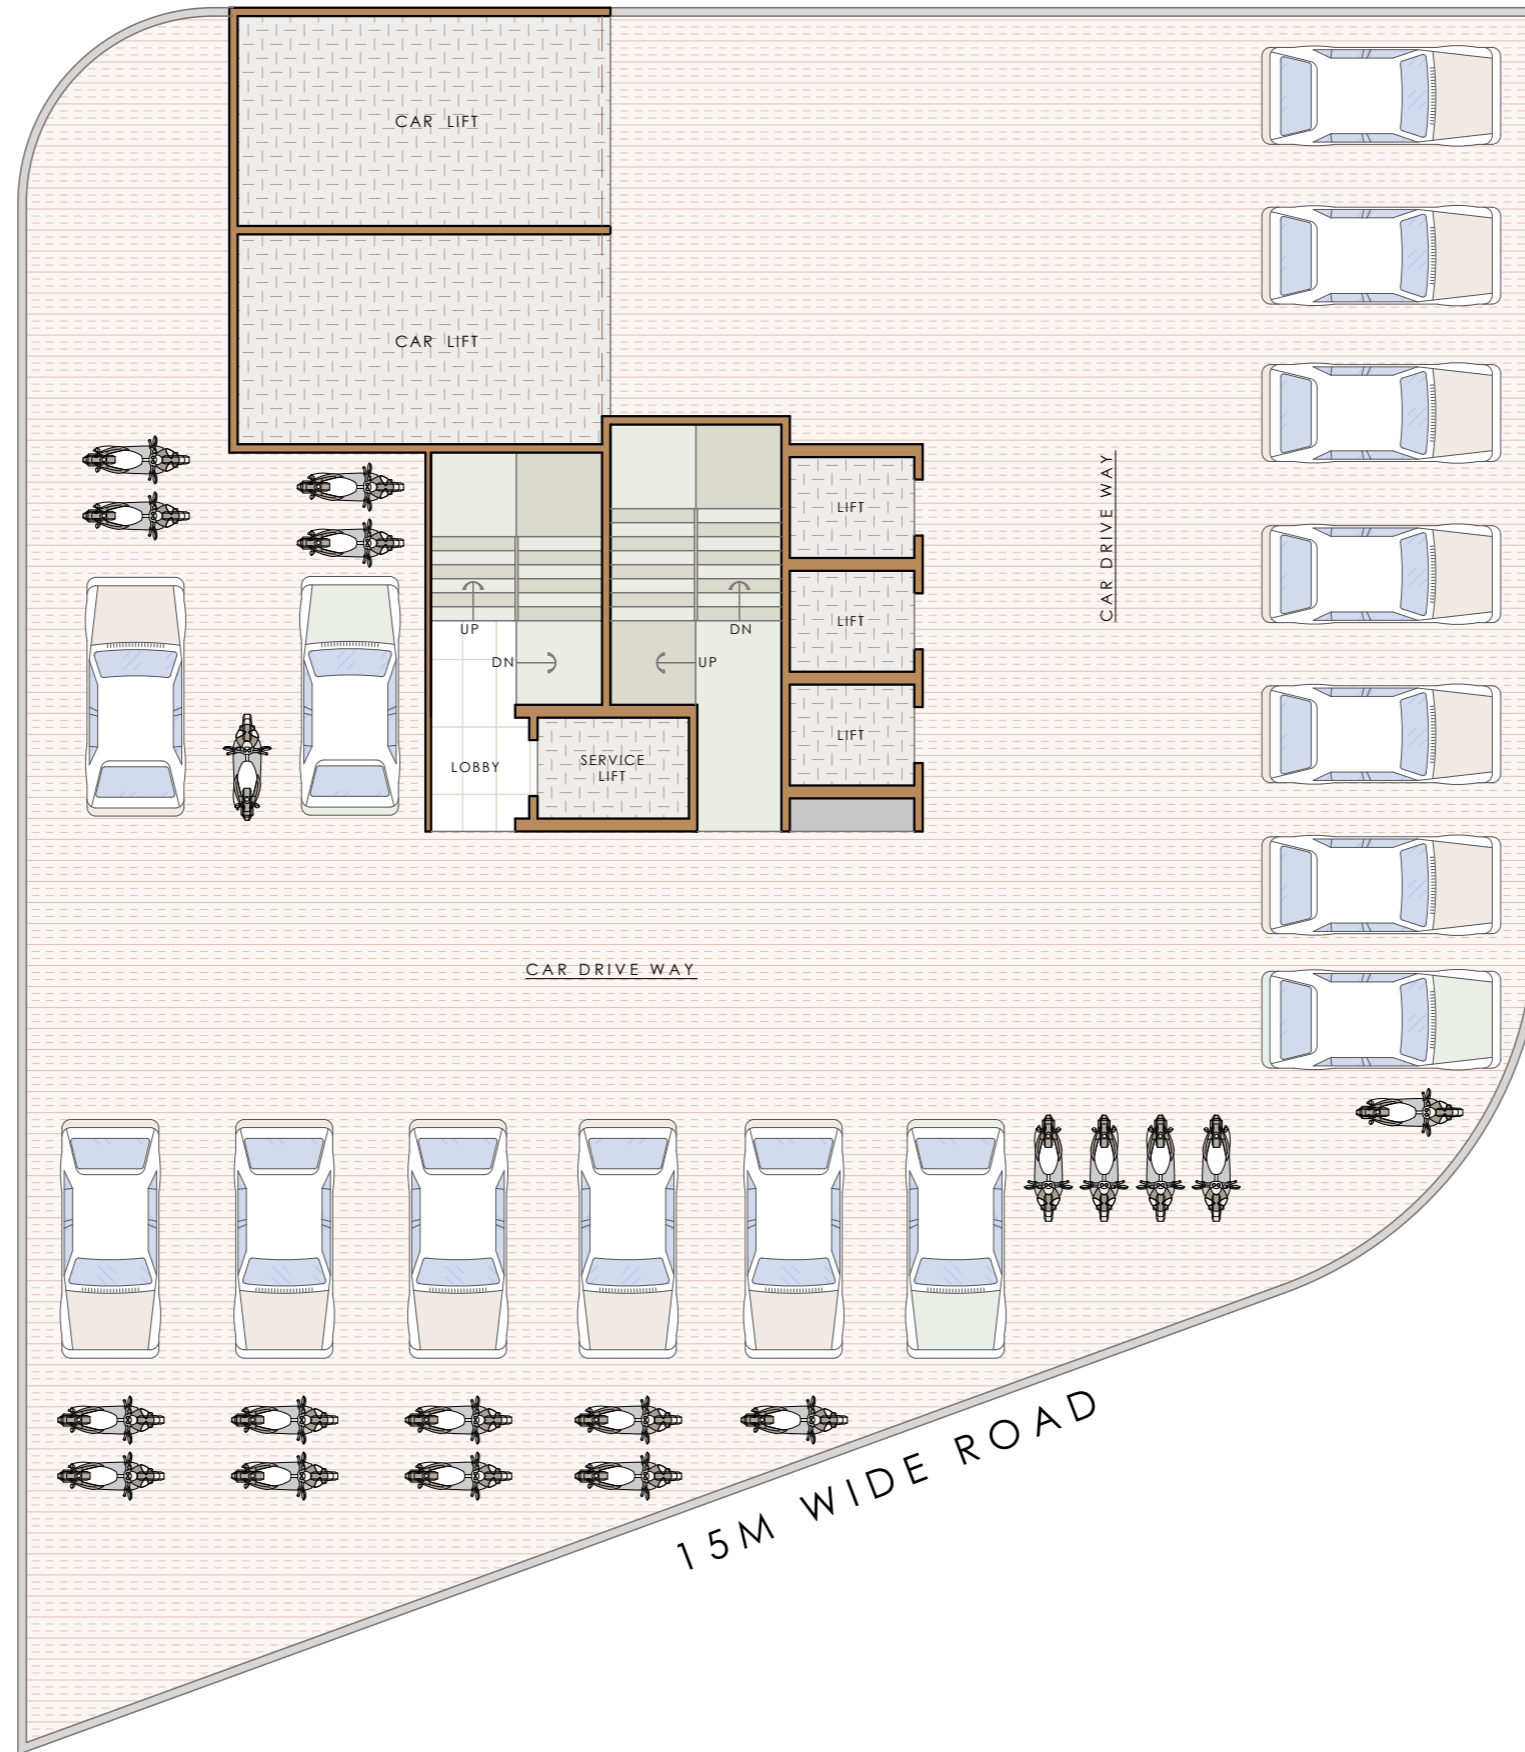 CAR LIFT
CAR LIFT
LIFT
CAR DRIVE WAY
LIFT
UP
DN
DN
UP
LIFT
SERVICE
LIFT
LOBBY
CAR DRIVE WAY
15M WIDE ROAD